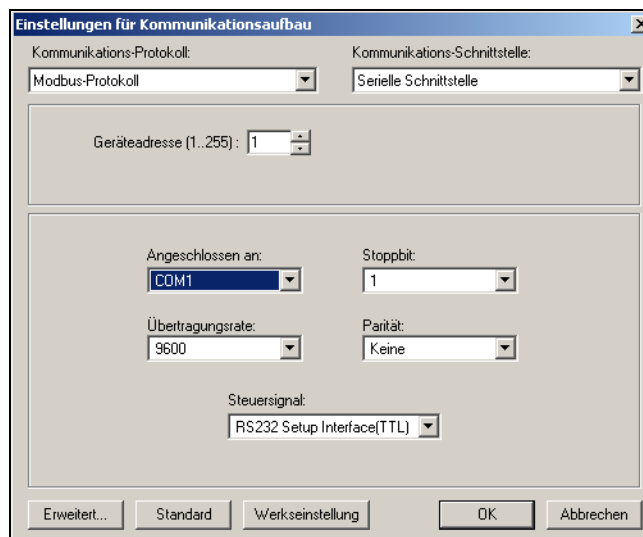 Einstellungen für Kommunikationsaufbau
Kommunikations-Protokoll:
Kommunikations-Schnittstelle:
Modbus-Protokoll
Serielle Schnittstelle
Geräteadresse (1..255) :
1
Angeschlossen an:
Stoppbit:
COM1
1
Übertragungsrate:
Parität:
9600
Keine
Steuersignal:
RS232 Setup Interface(TTL)
Erweitert...
Standard
Werkseinstellung
OK
Abbrechen